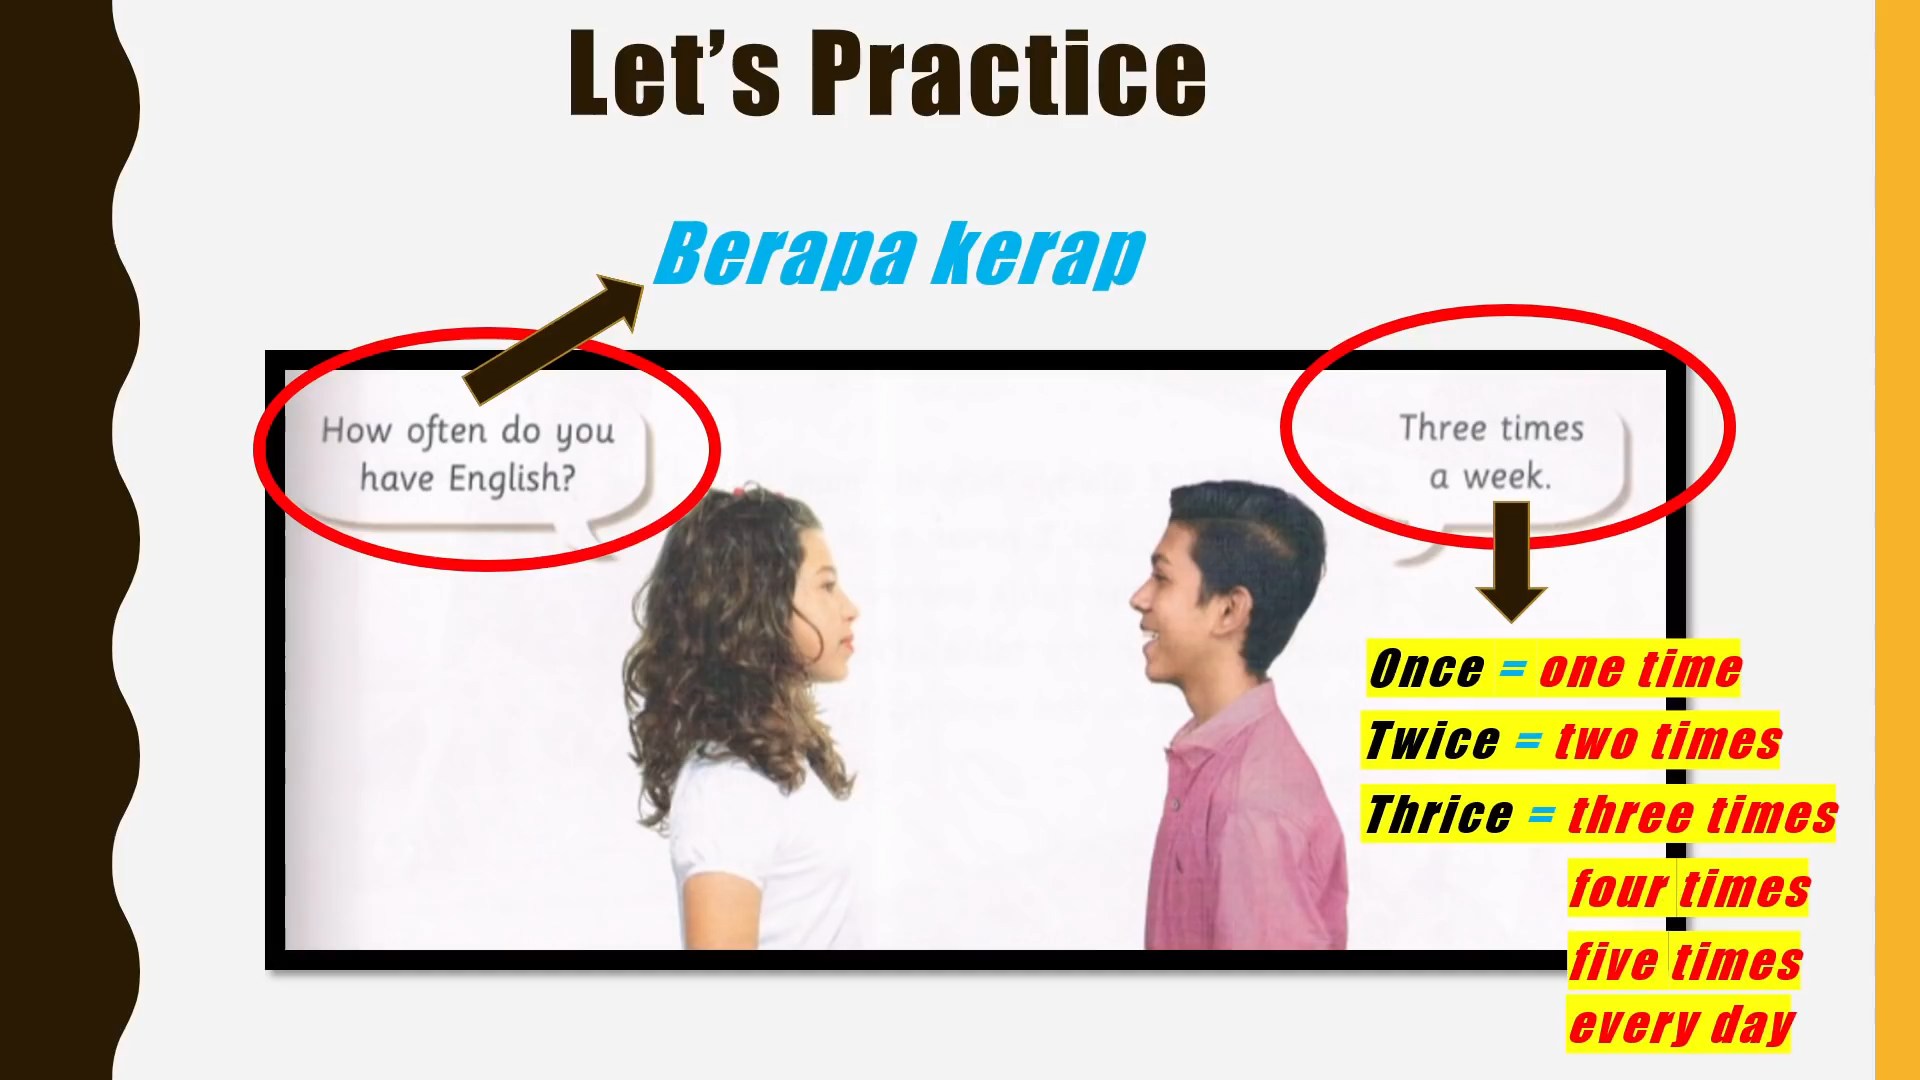 Let’s Practice
Berapa kerap
How often do you
have English?
Three times
a week.
Once = one time
Twice = two times
Thrice = three times
four times
five times
every day